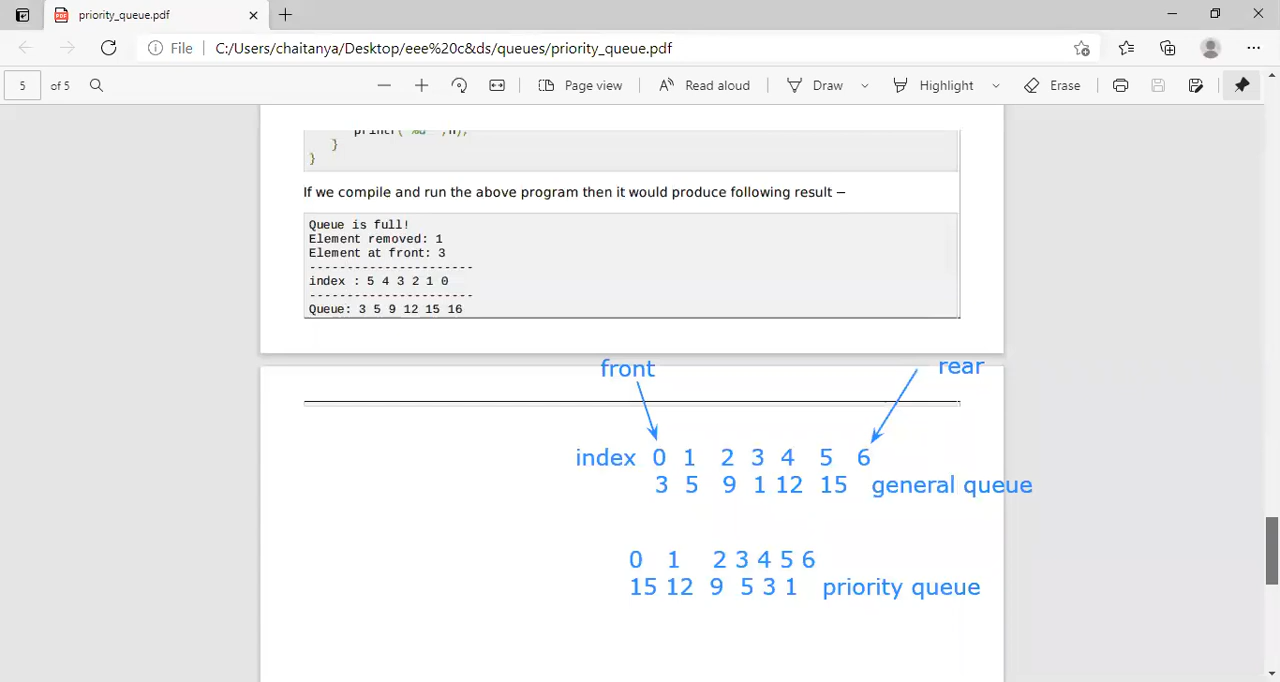 priority_queue.pdf
File C:/Users/chaitanya/Desktop/eee%20c&ds/queues/priority_queue.pdf
5 of 5 Page view Read aloud Draw Highlight Erase
}
}
If we compile and run the above program then it would produce following result −
Queue is full!
Element removed: 1
Element at front: 3
----------------------
index : 5 4 3 2 1 0
----------------------
Queue: 3 5 9 12 15 16
front rear
index 0 1 2 3 4 5 6
3 5 9 1 12 15 general queue
0 1 2 3 4 5 6
15 12 9 5 3 1 priority queue